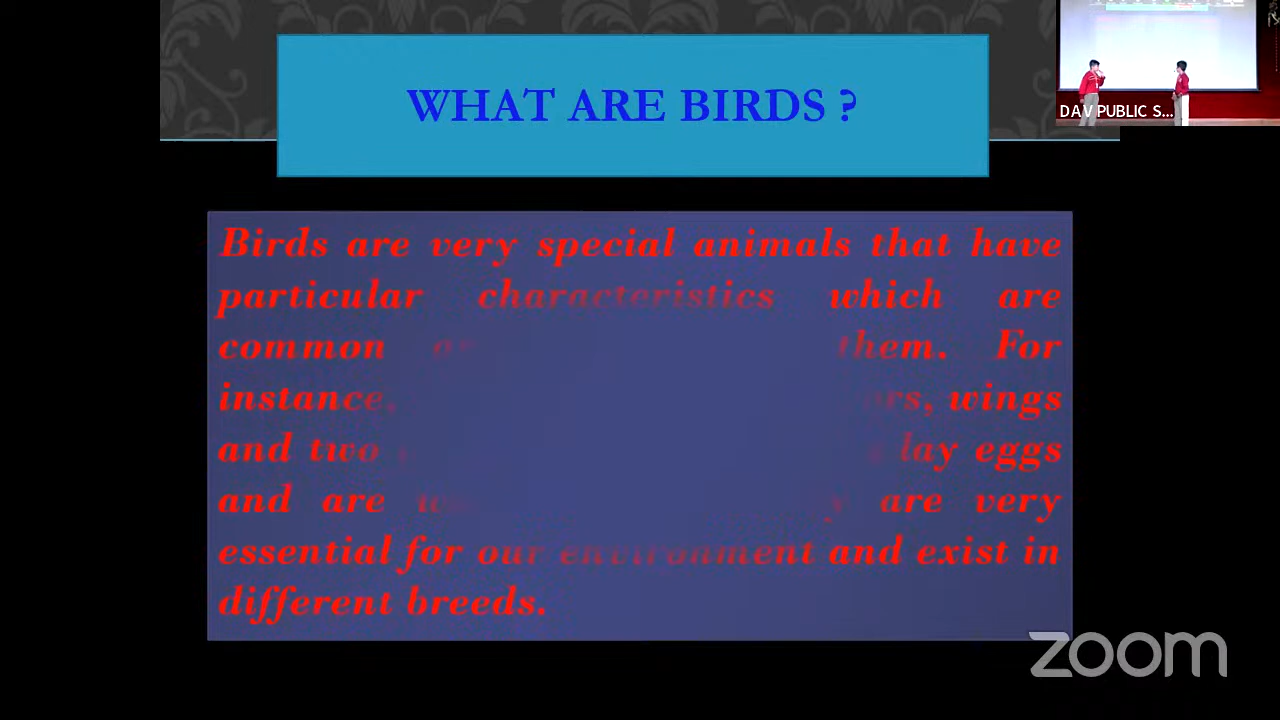 WHAT ARE BIRDS ?
DAV PUBLIC S...
Birds are very special animals that have
particular characteristics which are
common them. For
instance, wings
and two lay eggs
and are are very
essential for our environment and exist in
different breeds.
zoom